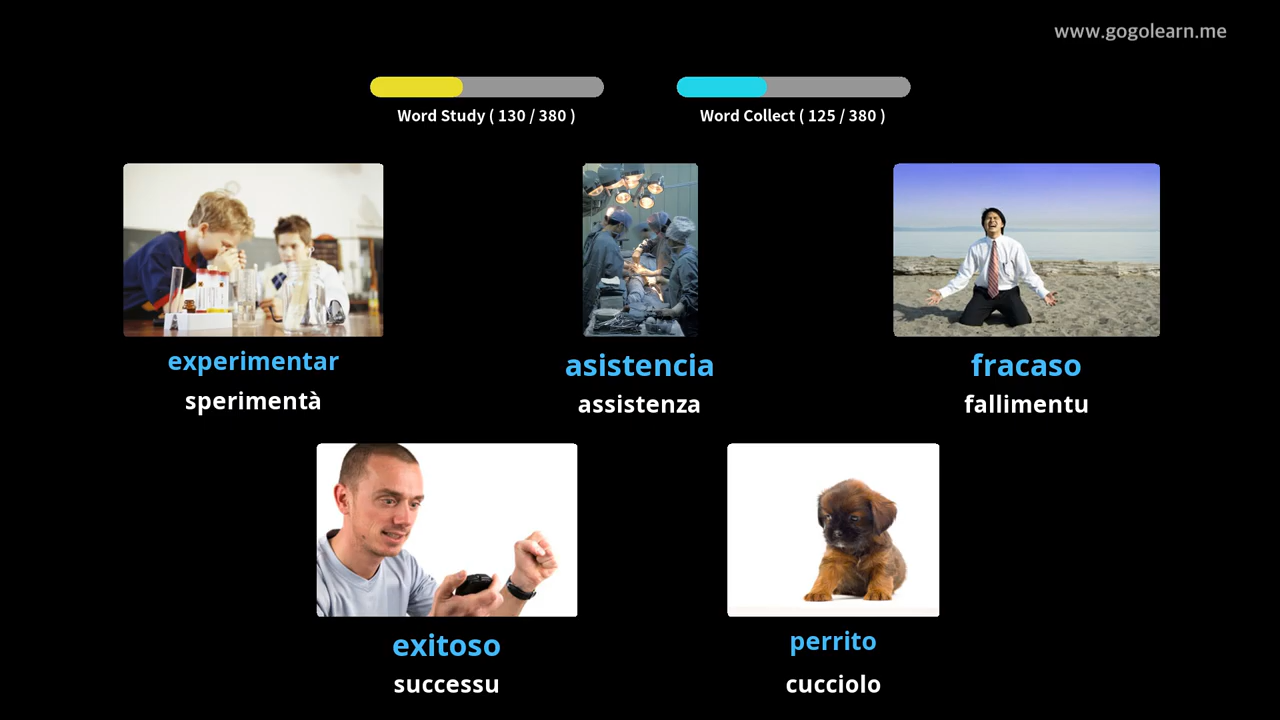 www.gogolearn.me
Word Study ( 130 / 380 )
Word Collect ( 125 / 380 )
experimentar
sperimentà
asistencia
assistenza
fracaso
fallimentu
exitoso
successu
perrito
cucciolo